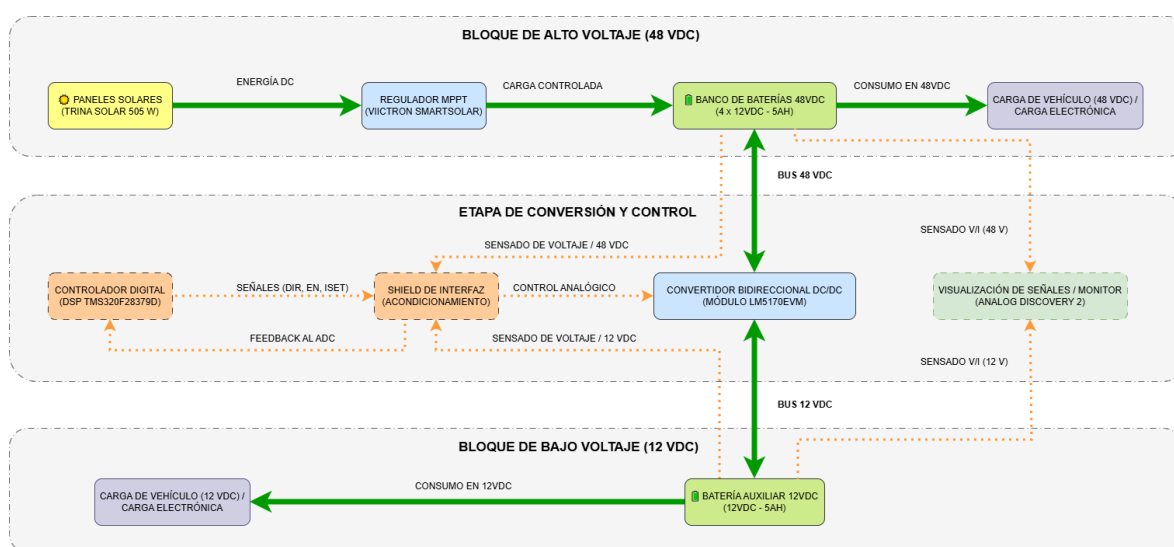 BLOQUE DE ALTO VOLTAJE (48 VDC)
ENERGÍA DC
CARGA CONTROLADA
CONSUMO EN 48VDC
PANELES SOLARES
(TRINA SOLAR 505 W)
REGULADOR MPPT
(VIICTRON SMARTSOLAR)
BANCO DE BATERÍAS 48VDC
(4 x 12VDC - 5AH)
CARGA DE VEHÍCULO (48 VDC) /
CARGA ELECTRÓNICA
BUS 48 VDC
ETAPA DE CONVERSIÓN Y CONTROL
SENSADO V/I (48 V)
SENSADO DE VOLTAJE / 48 VDC
CONTROLADOR DIGITAL
(DSP TMS320F28379D)
SEÑALES (DIR, EN, ISET)
SHIELD DE INTERFAZ
(ACONDICIONAMIENTO)
CONTROL ANALÓGICO
CONVERTIDOR BIDIRECCIONAL DC/DC
(MÓDULO LM5170EVM)
VISUALIZACIÓN DE SEÑALES / MONITOR
(ANALOG DISCOVERY 2)
FEEDBACK AL ADC
SENSADO DE VOLTAJE / 12 VDC
SENSADO V/I (12 V)
BUS 12 VDC
BLOQUE DE BAJO VOLTAJE (12 VDC)
CARGA DE VEHÍCULO (12 VDC) /
CARGA ELECTRÓNICA
CONSUMO EN 12VDC
BATERÍA AUXILIAR 12VDC
(12VDC - 5AH)